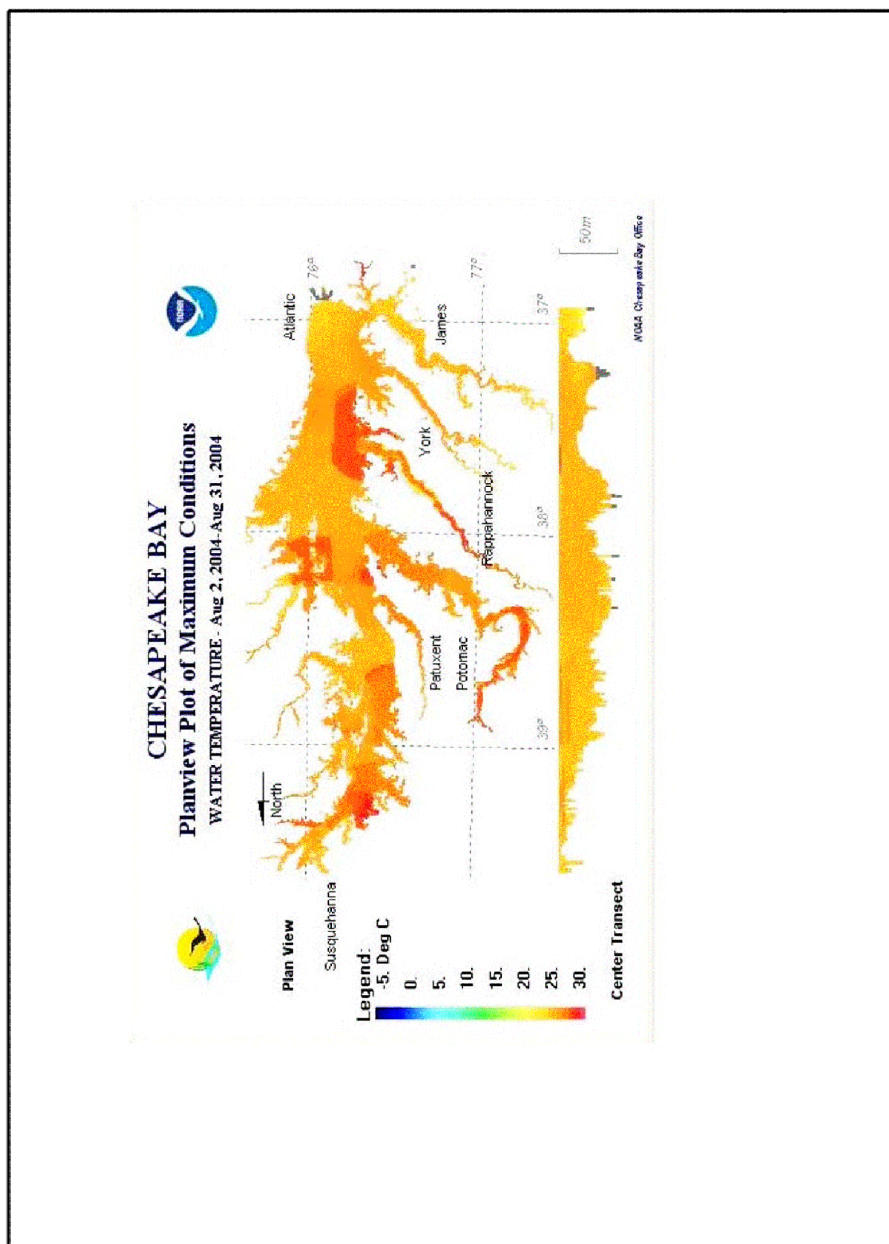 CHESAPEAKE BAY
Planview Plot of Maximum Conditions
WATER TEMPERATURE - Aug 2, 2004-Aug 31, 2004
Plan View
North
Susquehanna
Atlantic
76°
77°
37°
38°
39°
James
York
Rappahannock
Potomac
Patuxent
Legend:
-5. Deg C
0.
5.
10.
15.
20.
25.
30.
Center Transect
50m
NOAA Chesapeake Bay Office